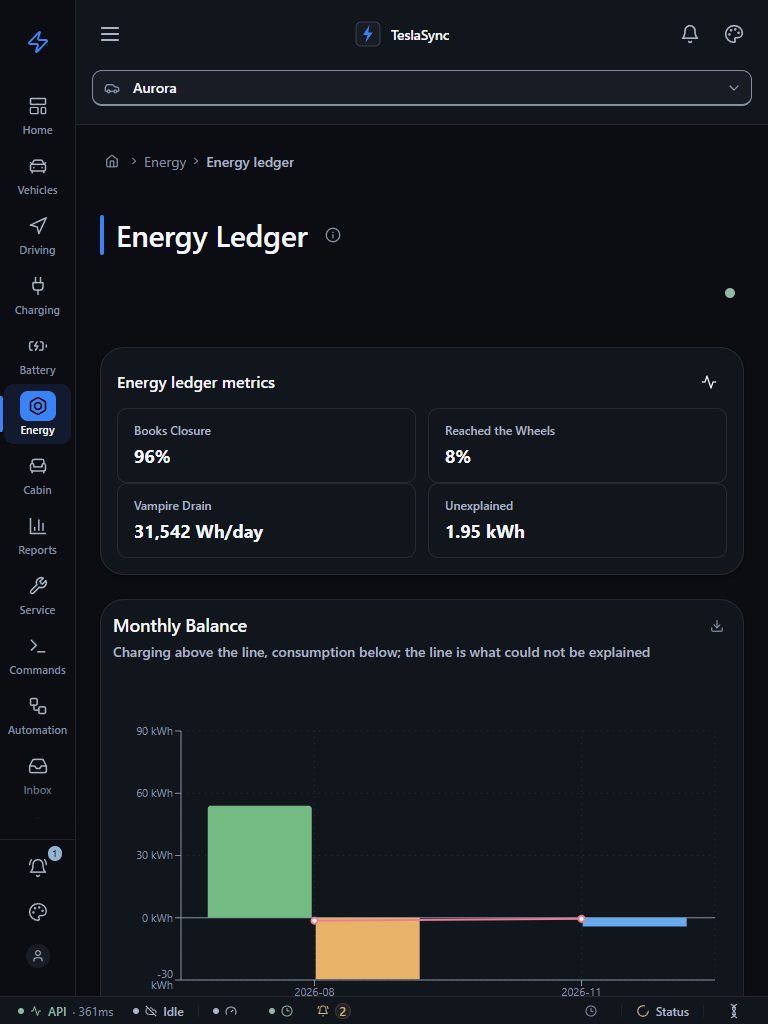 TeslaSync
Aurora
Home
Vehicles
Driving
Charging
Battery
Energy
Cabin
Reports
Service
Commands
Automation
Inbox
1
Energy
Energy ledger
Energy Ledger
Energy ledger metrics
Books Closure
96%
Reached the Wheels
8%
Vampire Drain
31,542 Wh/day
Unexplained
1.95 kWh
Monthly Balance
Charging above the line, consumption below; the line is what could not be explained
90 kWh
60 kWh
30 kWh
0 kWh
-30
kWh
2026-08
2026-11
API · 361ms
Idle
2
Status